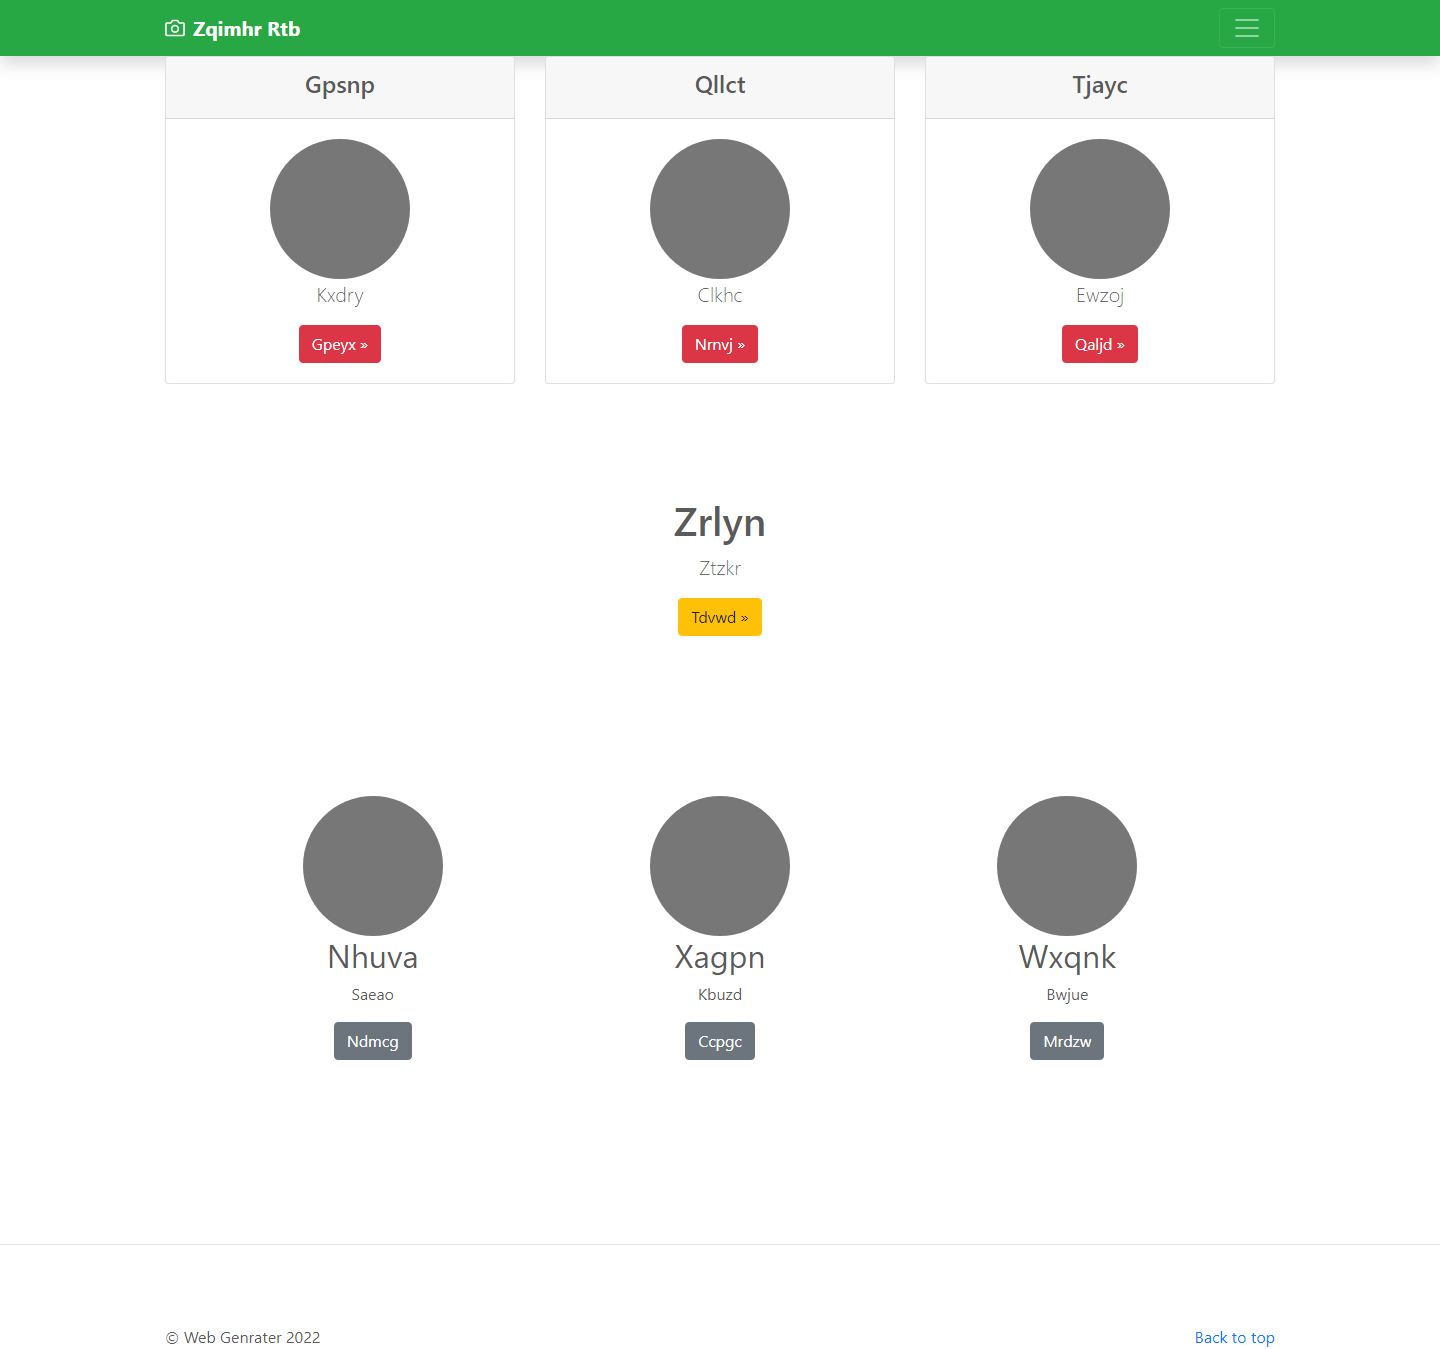 Zqimhr Rtb
Gpsnp
Qllct
Tjayc
Kxdry
Clkhc
Ewzoj
Gpeyx »
Nrnvj »
Qaljd »
Zrlyn
Ztzkr
Tdvwd »
Nhuva
Xagpn
Wxqnk
Saeao
Kbuzd
Bwjue
Ndmcg
Ccpgc
Mrdzw
© Web Genrater 2022
Back to top